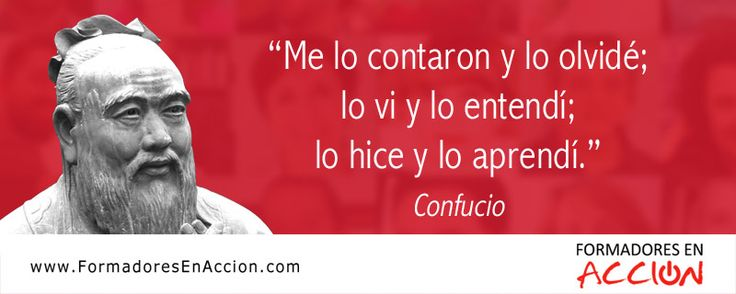 “Me lo contaron y lo olvidé;
lo vi y lo entendí;
lo hice y lo aprendí.”
Confucio
www.FormadoresEnAccion.com
FORMADORES EN
ACCION